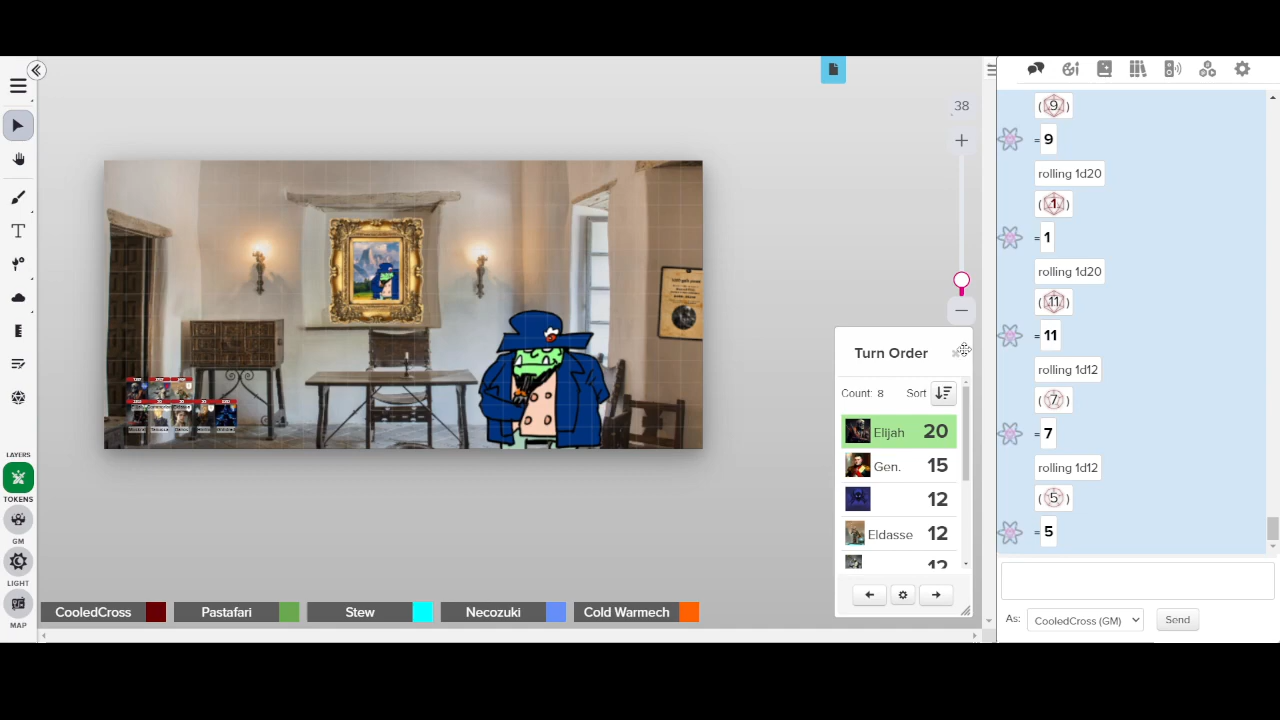 38
9
= 9
rolling 1d20
1
= 1
rolling 1d20
11
= 11
rolling 1d12
7
= 7
rolling 1d12
5
= 5
Turn Order
Count: 8 Sort
Elijah 20
Gen. 15
12
Eldasse 12
12
LAYERS
TOKENS
GM
LIGHT
MAP
CooledCross
Pastafari
Stew
Necozuki
Cold Warmech
As: CooledCross (GM) Send